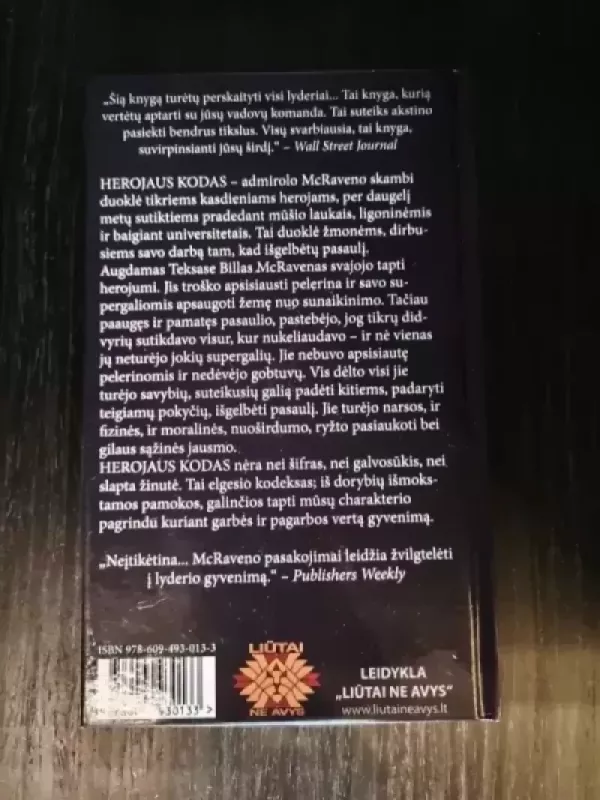 „Šią knygą turėtų perskaityti visi lyderiai... Tai knyga, kurią
vertėtų aptarti su jūsų vadovų komanda. Tai suteiks akstino
pasiekti bendrus tikslus. Visų svarbiausia, tai knyga,
suvirpinsianti jūsų širdį.“ – Wall Street Journal
HEROJAUS KODAS – admirolo McRaveno skambi
duoklė tikriems kasdieniams herojams, per daugelį
metų sutiktiems pradedant mūšio laukais, ligoninėmis
ir baigiant universitetais. Tai duoklė žmonėms, dirbu-
siems savo darbą tam, kad išgelbėtų pasaulį.
Augdamas Teksase Billas McRavenas svajojo tapti
herojumi. Jis troško apsisiausti pelerina ir savo su-
pergaliomis apsaugoti žemę nuo sunaikinimo. Tačiau
paaugęs ir pamatęs pasaulio, pastebėjo, jog tikrų did-
vyrių sutikdavo visur, kur nukeliaudavo – ir nė vienas
jų neturėjo jokių supergalių. Jie nebuvo apsisiautę
pelerinomis ir nedėvėjo gobtuvų. Vis dėlto visi jie
turėjo savybių, suteikusių galią padėti kitiems, padaryti
teigiamų pokyčių, išgelbėti pasaulį. Jie turėjo narsos, ir
fizinės, ir moralinės, nuoširdumo, ryžto pasiaukoti bei
gilaus sąžinės jausmo.
HEROJAUS KODAS nėra nei šifras, nei galvosūkis, nei
slapta žinutė. Tai elgesio kodeksas; iš dorybių išmoks-
tamos pamokos, galinčios tapti mūsų charakterio
pagrindu kuriant garbės ir pagarbos vertą gyvenimą.
„Neįtikėtina... McRaveno pasakojimai leidžia žvilgtelėti
į lyderio gyvenimą.“ – Publishers Weekly
ISBN 978-609-493-013-3
LIŪTAI
NE AVYS
LEIDYKLA
„LIŪTAI NE AVYS“
www.liutaineavys.lt